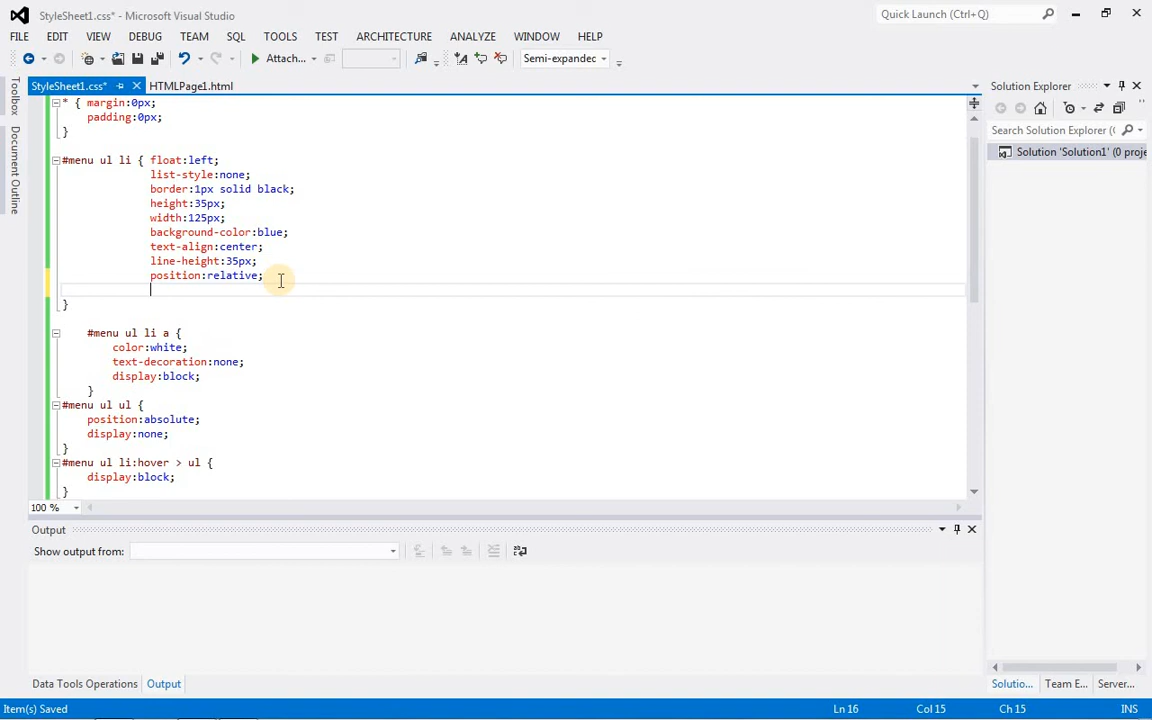 StyleSheet1.css* - Microsoft Visual Studio
Quick Launch (Ctrl+Q)
FILE EDIT VIEW DEBUG TEAM SQL TOOLS TEST ARCHITECTURE ANALYZE WINDOW HELP
Attach... Semi-expandec
StyleSheet1.css* HTMLPage1.html
Solution Explorer
Toolbox
Document Outline
Search Solution Explorer (
Solution 'Solution1' (0 proje
* { margin:0px;
padding:0px;
}
#menu ul li { float:left;
list-style:none;
border:1px solid black;
height:35px;
width:125px;
background-color:blue;
text-align:center;
line-height:35px;
position:relative;
}
#menu ul li a {
color:white;
text-decoration:none;
display:block;
}
#menu ul ul {
position:absolute;
display:none;
}
#menu ul li:hover > ul {
display:block;
}
100 %
Output
Show output from:
Data Tools Operations Output
Solutio... Team E... Server...
Item(s) Saved Ln 16 Col 15 Ch 15 INS